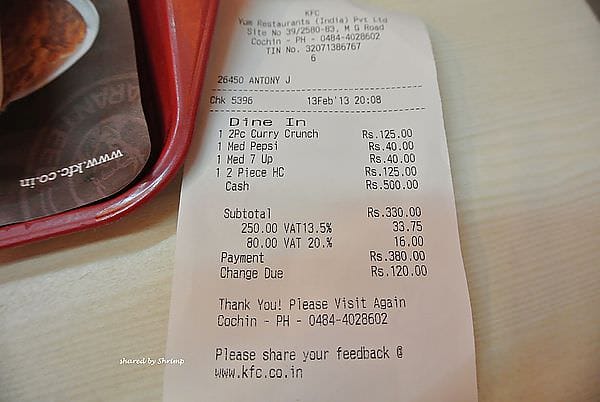 KFC
Yum Restaurants (India) Pvt Ltd
Site No 39/2580-83, M G Road
Cochin - PH - 0484-4028602
TIN No. 32071386767
6
26450 ANTONY J
Chk 5396 13Feb'13 20:08
Dine In
1 2Pc Curry Crunch Rs.125.00
1 Med Pepsi Rs.40.00
1 Med 7 Up Rs.40.00
1 2 Piece HC Rs.125.00
Cash Rs.500.00
Subtotal Rs.330.00
250.00 VAT13.5% 33.75
80.00 VAT 20.% 16.00
Payment Rs.380.00
Change Due Rs.120.00
Thank You! Please Visit Again
Cochin - PH - 0484-4028602
Please share your feedback @
www.kfc.co.in
www.kfc.co.in
shared by Shrimp